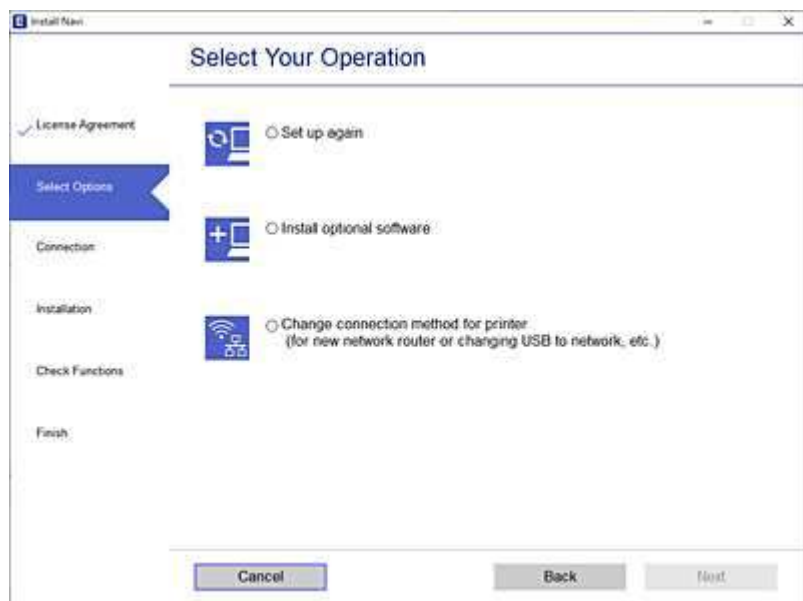 Install Navi
Select Your Operation
License Agreement
Select Options
Connection
Installation
Check Functions
Finish
Set up again
Install optional software
Change connection method for printer
(for new network router or changing USB to network, etc.)
Cancel
Back
Next